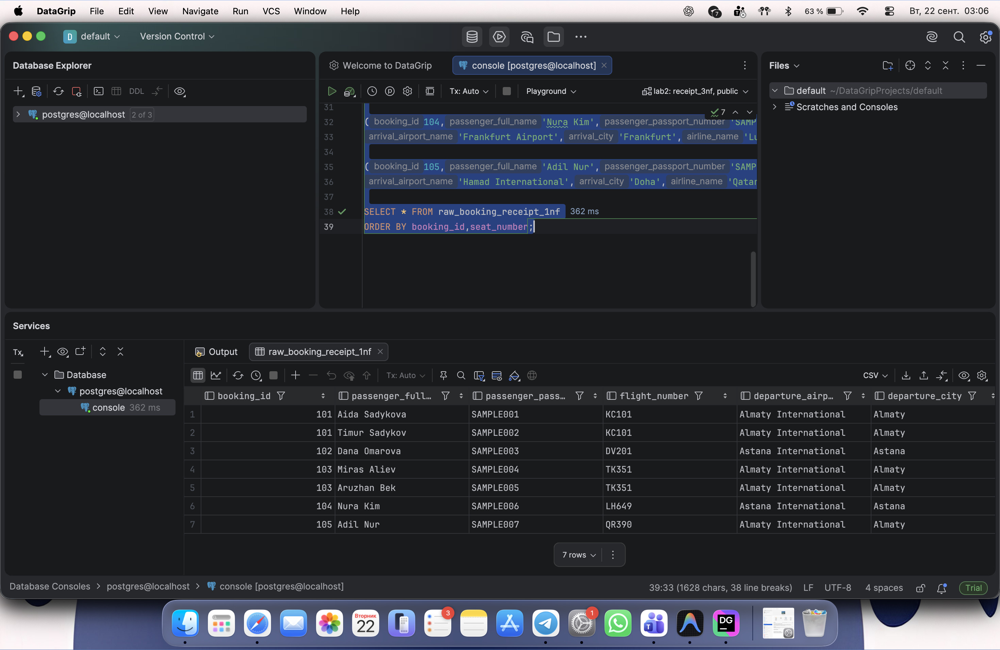 DataGrip File Edit View Navigate Run VCS Window Help 7 63 % Вт, 22 сент. 03:06
D default Version Control
Database Explorer
DDL
postgres@localhost 2 of 3
Welcome to DataGrip console [postgres@localhost]
Tx: Auto Playground lab2: receipt_3nf, public
7
31
32 ( booking_id 104, passenger_full_name 'Nura Kim', passenger_passport_number 'SAMP
33 arrival_airport_name 'Frankfurt Airport', arrival_city 'Frankfurt', airline_name 'Lu
34
35 ( booking_id 105, passenger_full_name 'Adil Nur', passenger_passport_number 'SAMP
36 arrival_airport_name 'Hamad International', arrival_city 'Doha', airline_name 'Qatar
37
38 SELECT * FROM raw_booking_receipt_1nf 362 ms
39 ORDER BY booking_id,seat_number;
Files
default ~/DataGripProjects/default
Scratches and Consoles
Services
Tx
Database
postgres@localhost
console 362 ms
Output raw_booking_receipt_1nf
Tx: Auto CSV
booking_id passenger_full... passenger_pass... flight_number departure_airp... departure_city
1 101 Aida Sadykova SAMPLE001 KC101 Almaty International Almaty
2 101 Timur Sadykov SAMPLE002 KC101 Almaty International Almaty
3 102 Dana Omarova SAMPLE003 DV201 Astana International Astana
4 103 Miras Aliev SAMPLE004 TK351 Almaty International Almaty
5 103 Aruzhan Bek SAMPLE005 TK351 Almaty International Almaty
6 104 Nura Kim SAMPLE006 LH649 Astana International Astana
7 105 Adil Nur SAMPLE007 QR390 Almaty International Almaty
7 rows
Database Consoles > postgres@localhost > console [postgres@localhost]
39:33 (1628 chars, 38 line breaks) LF UTF-8 4 spaces Trial
Вторник
22
3
1
T
DG